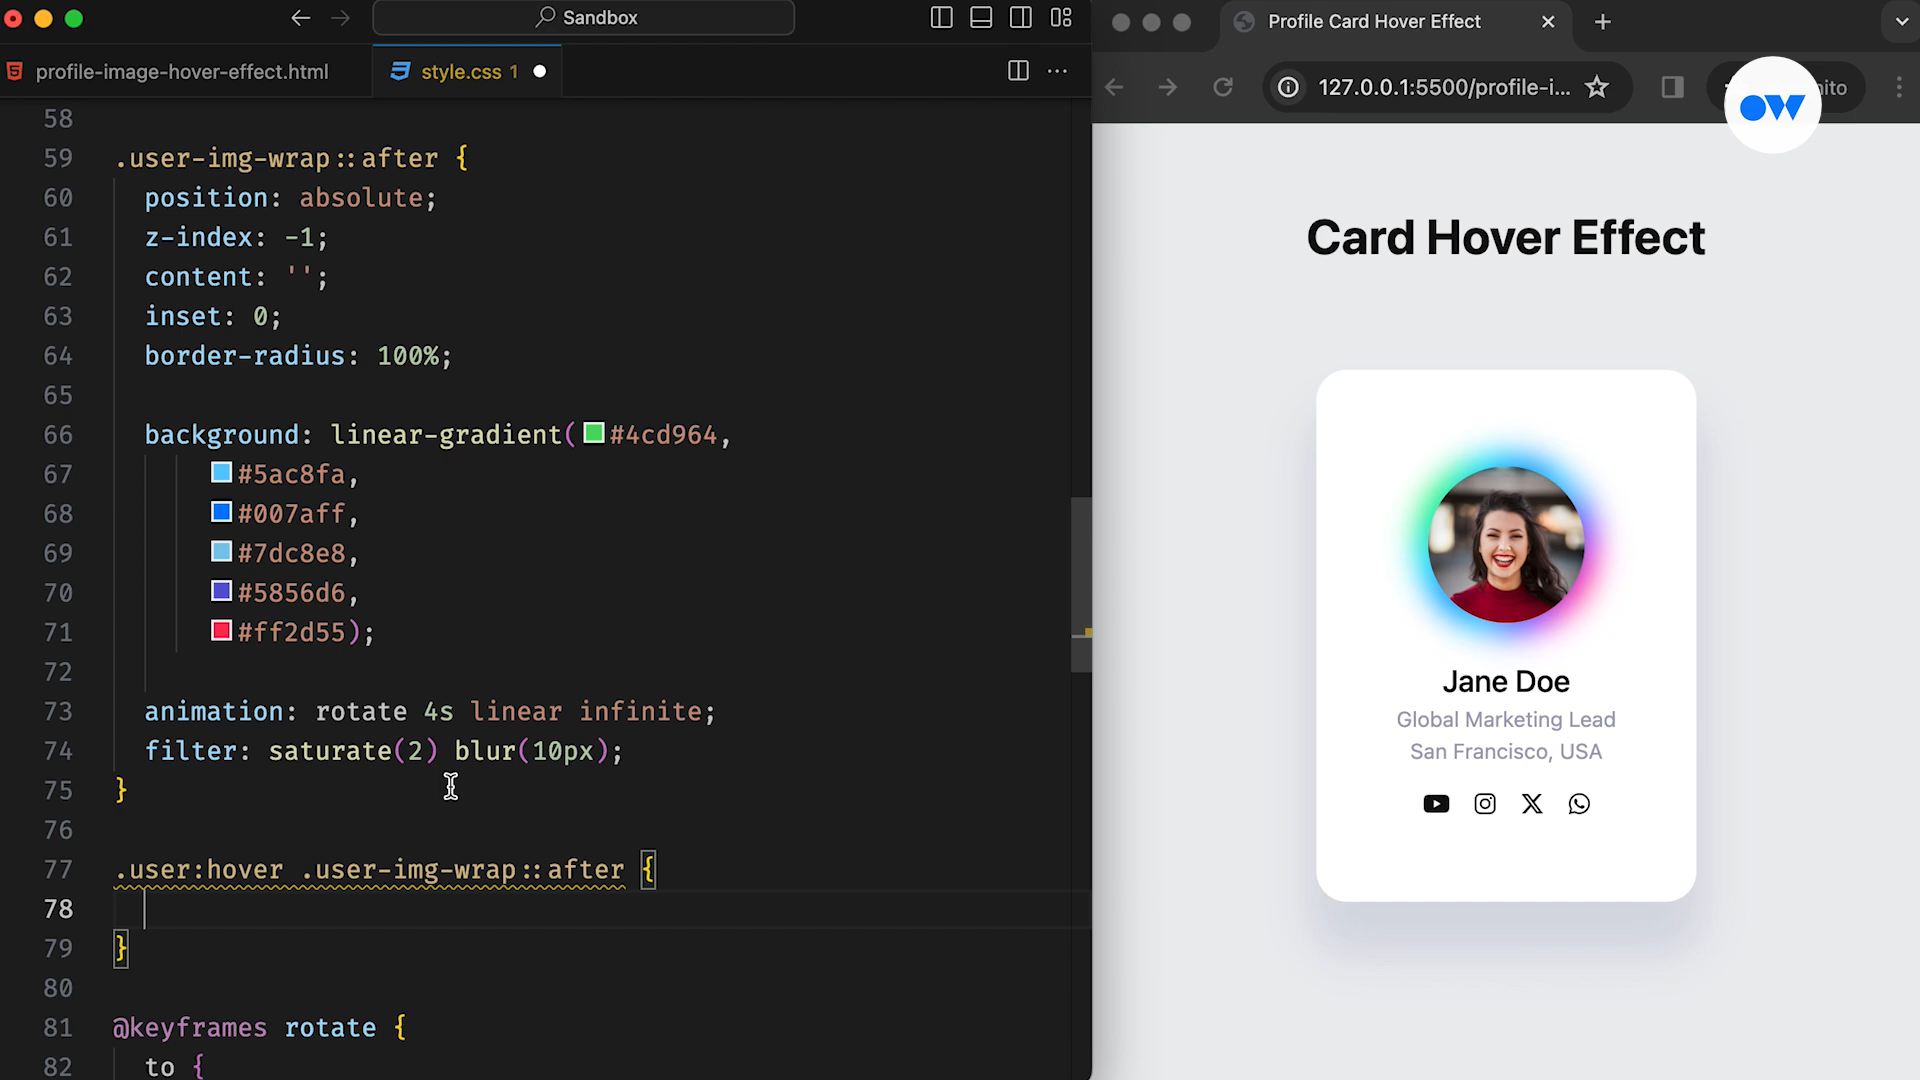 Sandbox
profile-image-hover-effect.html
style.css 1
58
59 .user-img-wrap::after {
60 position: absolute;
61 z-index: -1;
62 content: '';
63 inset: 0;
64 border-radius: 100%;
65
66 background: linear-gradient(#4cd964,
67 #5ac8fa,
68 #007aff,
69 #7dc8e8,
70 #5856d6,
71 #ff2d55);
72
73 animation: rotate 4s linear infinite;
74 filter: saturate(2) blur(10px);
75 }
76
77 .user:hover .user-img-wrap::after {
78
79 }
80
81 @keyframes rotate {
82 to {
Profile Card Hover Effect
127.0.0.1:5500/profile-i...
OW
Card Hover Effect
Jane Doe
Global Marketing Lead
San Francisco, USA